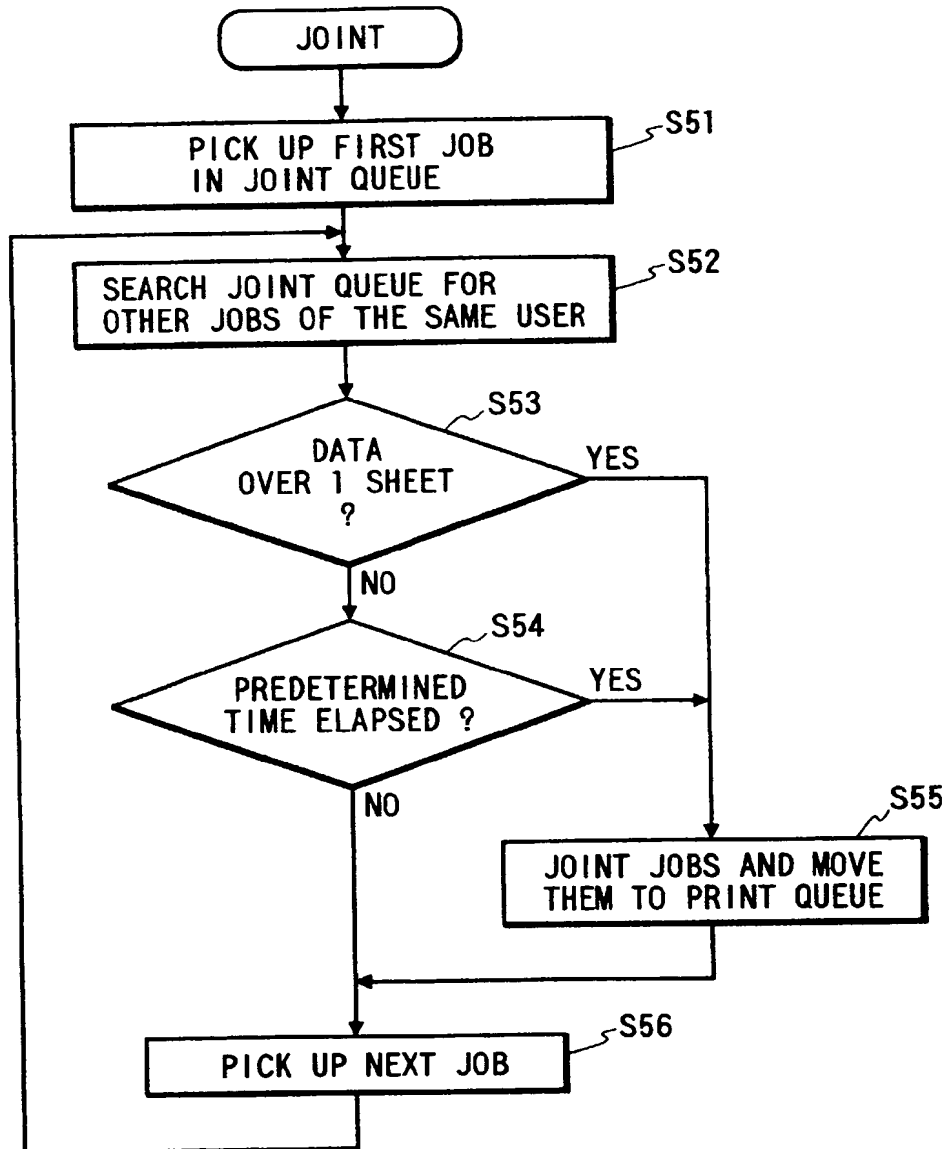 JOINT
S51
PICK UP FIRST JOB
IN JOINT QUEUE
S52
SEARCH JOINT QUEUE FOR
OTHER JOBS OF THE SAME USER
S53
DATA
OVER 1 SHEET
?
YES
NO
S54
PREDETERMINED
TIME ELAPSED ?
YES
NO
S55
JOINT JOBS AND MOVE
THEM TO PRINT QUEUE
S56
PICK UP NEXT JOB